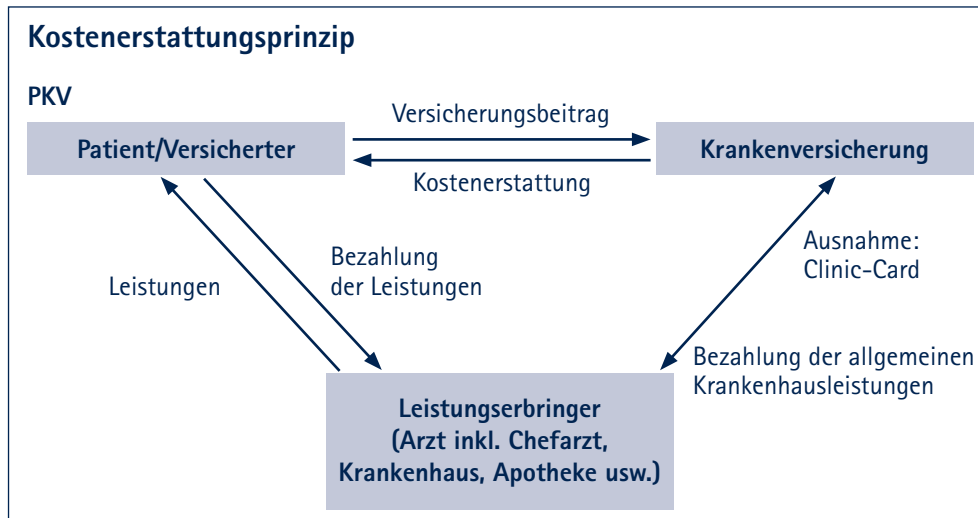 Kostenerstattungsprinzip
PKV
Patient/Versicherter
Versicherungsbeitrag
Kostenerstattung
Krankenversicherung
Leistungen
Bezahlung
der Leistungen
Ausnahme:
Clinic-Card
Bezahlung der allgemeinen
Krankenhausleistungen
Leistungserbringer
(Arzt inkl. Chefarzt,
Krankenhaus, Apotheke usw.)